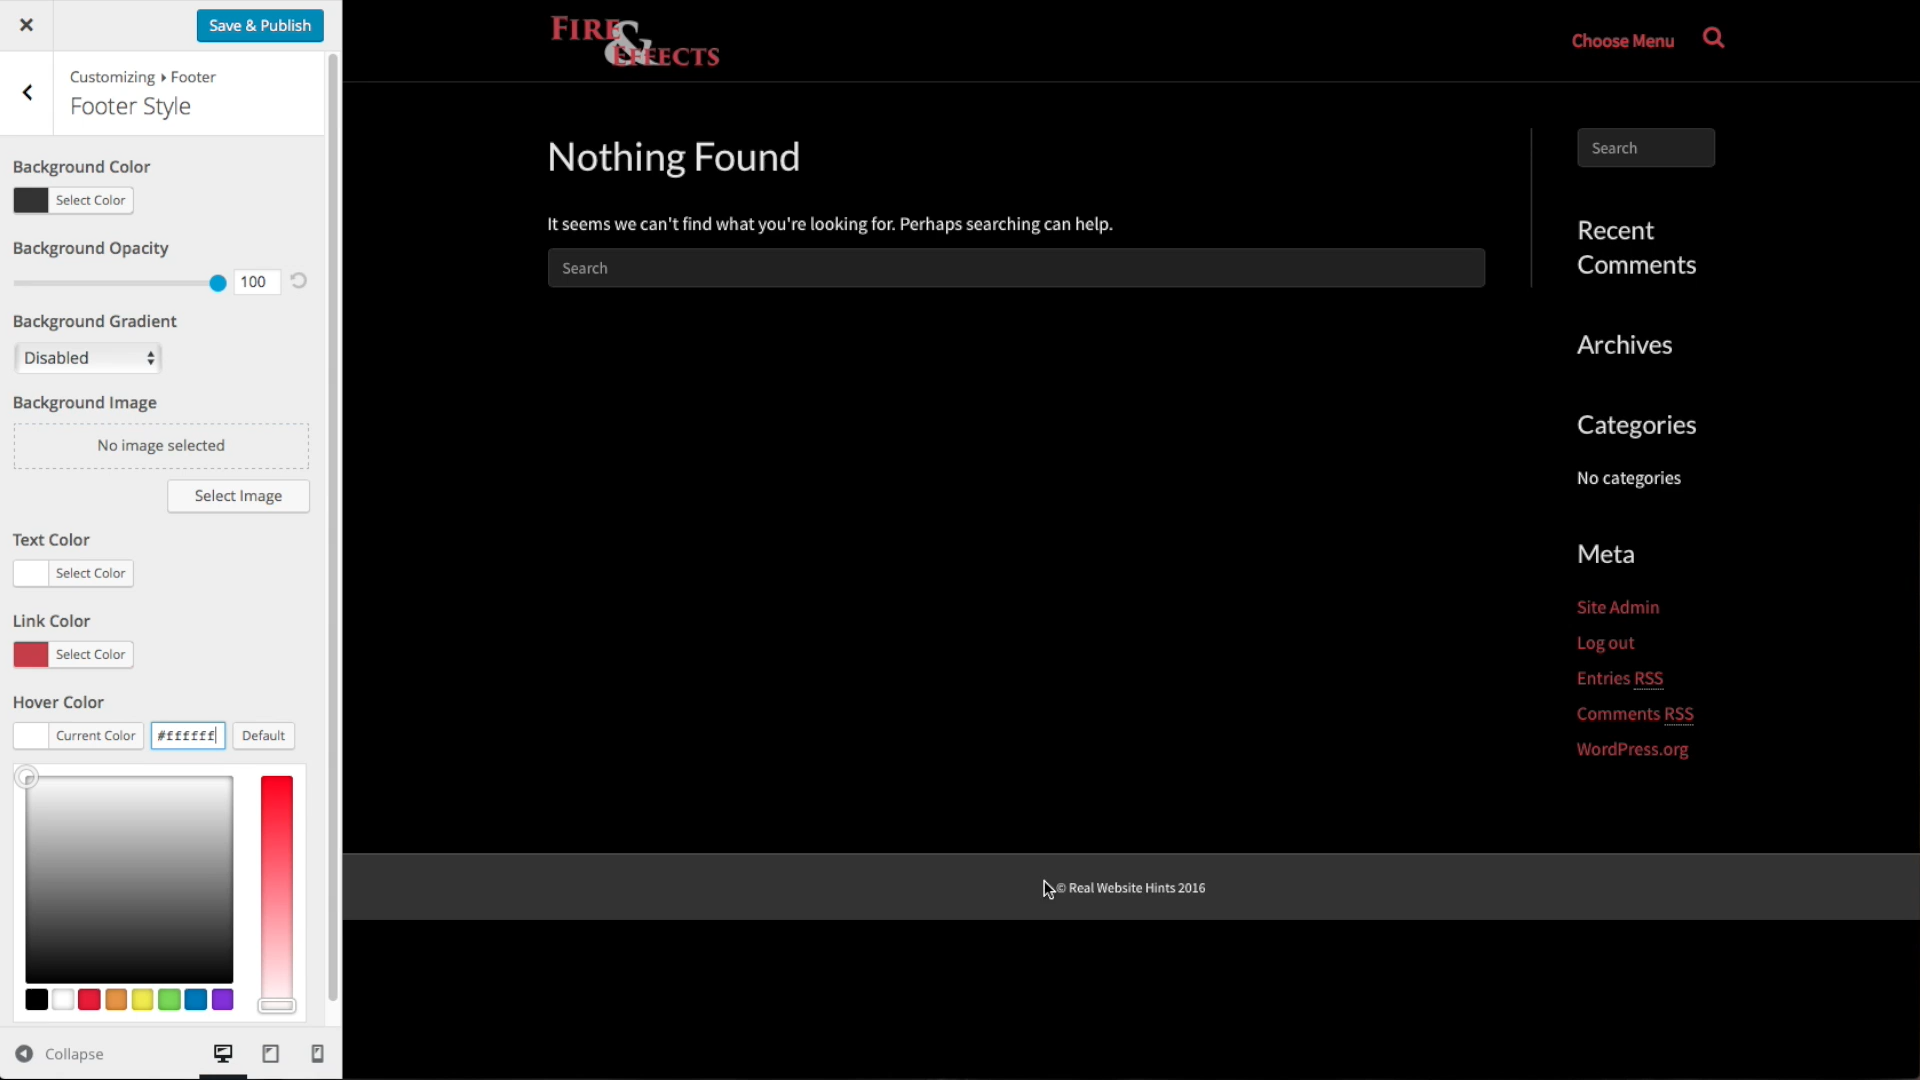 Save & Publish
Customizing ▸ Footer
Footer Style
Background Color
Select Color
Background Opacity
100
Background Gradient
Disabled
Background Image
No image selected
Select Image
Text Color
Select Color
Link Color
Select Color
Hover Color
Current Color #ffffff Default
Collapse
FIRE
&
EFFECTS
Choose Menu
Nothing Found
It seems we can't find what you're looking for. Perhaps searching can help.
Search
Search
Recent
Comments
Archives
Categories
No categories
Meta
Site Admin
Log out
Entries RSS
Comments RSS
WordPress.org
© Real Website Hints 2016